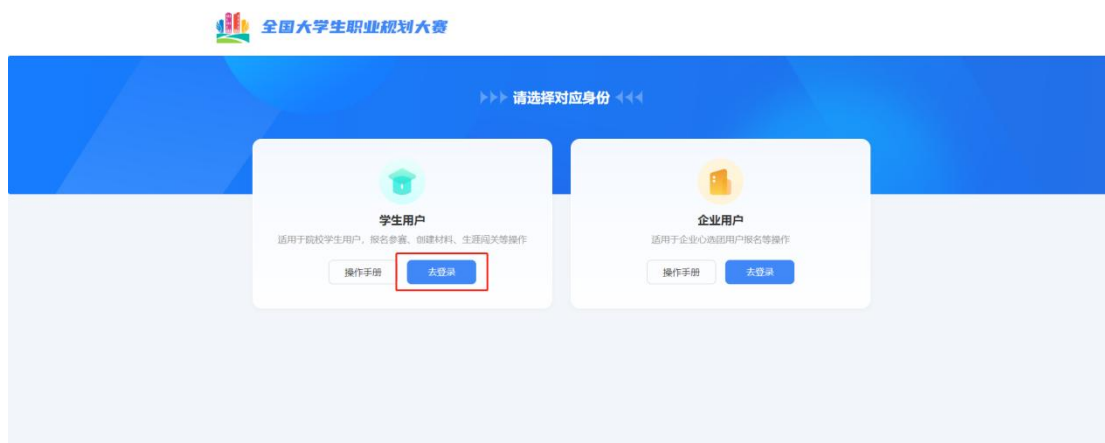 全国大学生职业规划大赛
请选择对应身份
学生用户
适用于院校学生用户，报名参赛、创建材料、生涯闯关等操作
操作手册
去登录
企业用户
适用于企业心选团用户报名等操作
操作手册
去登录